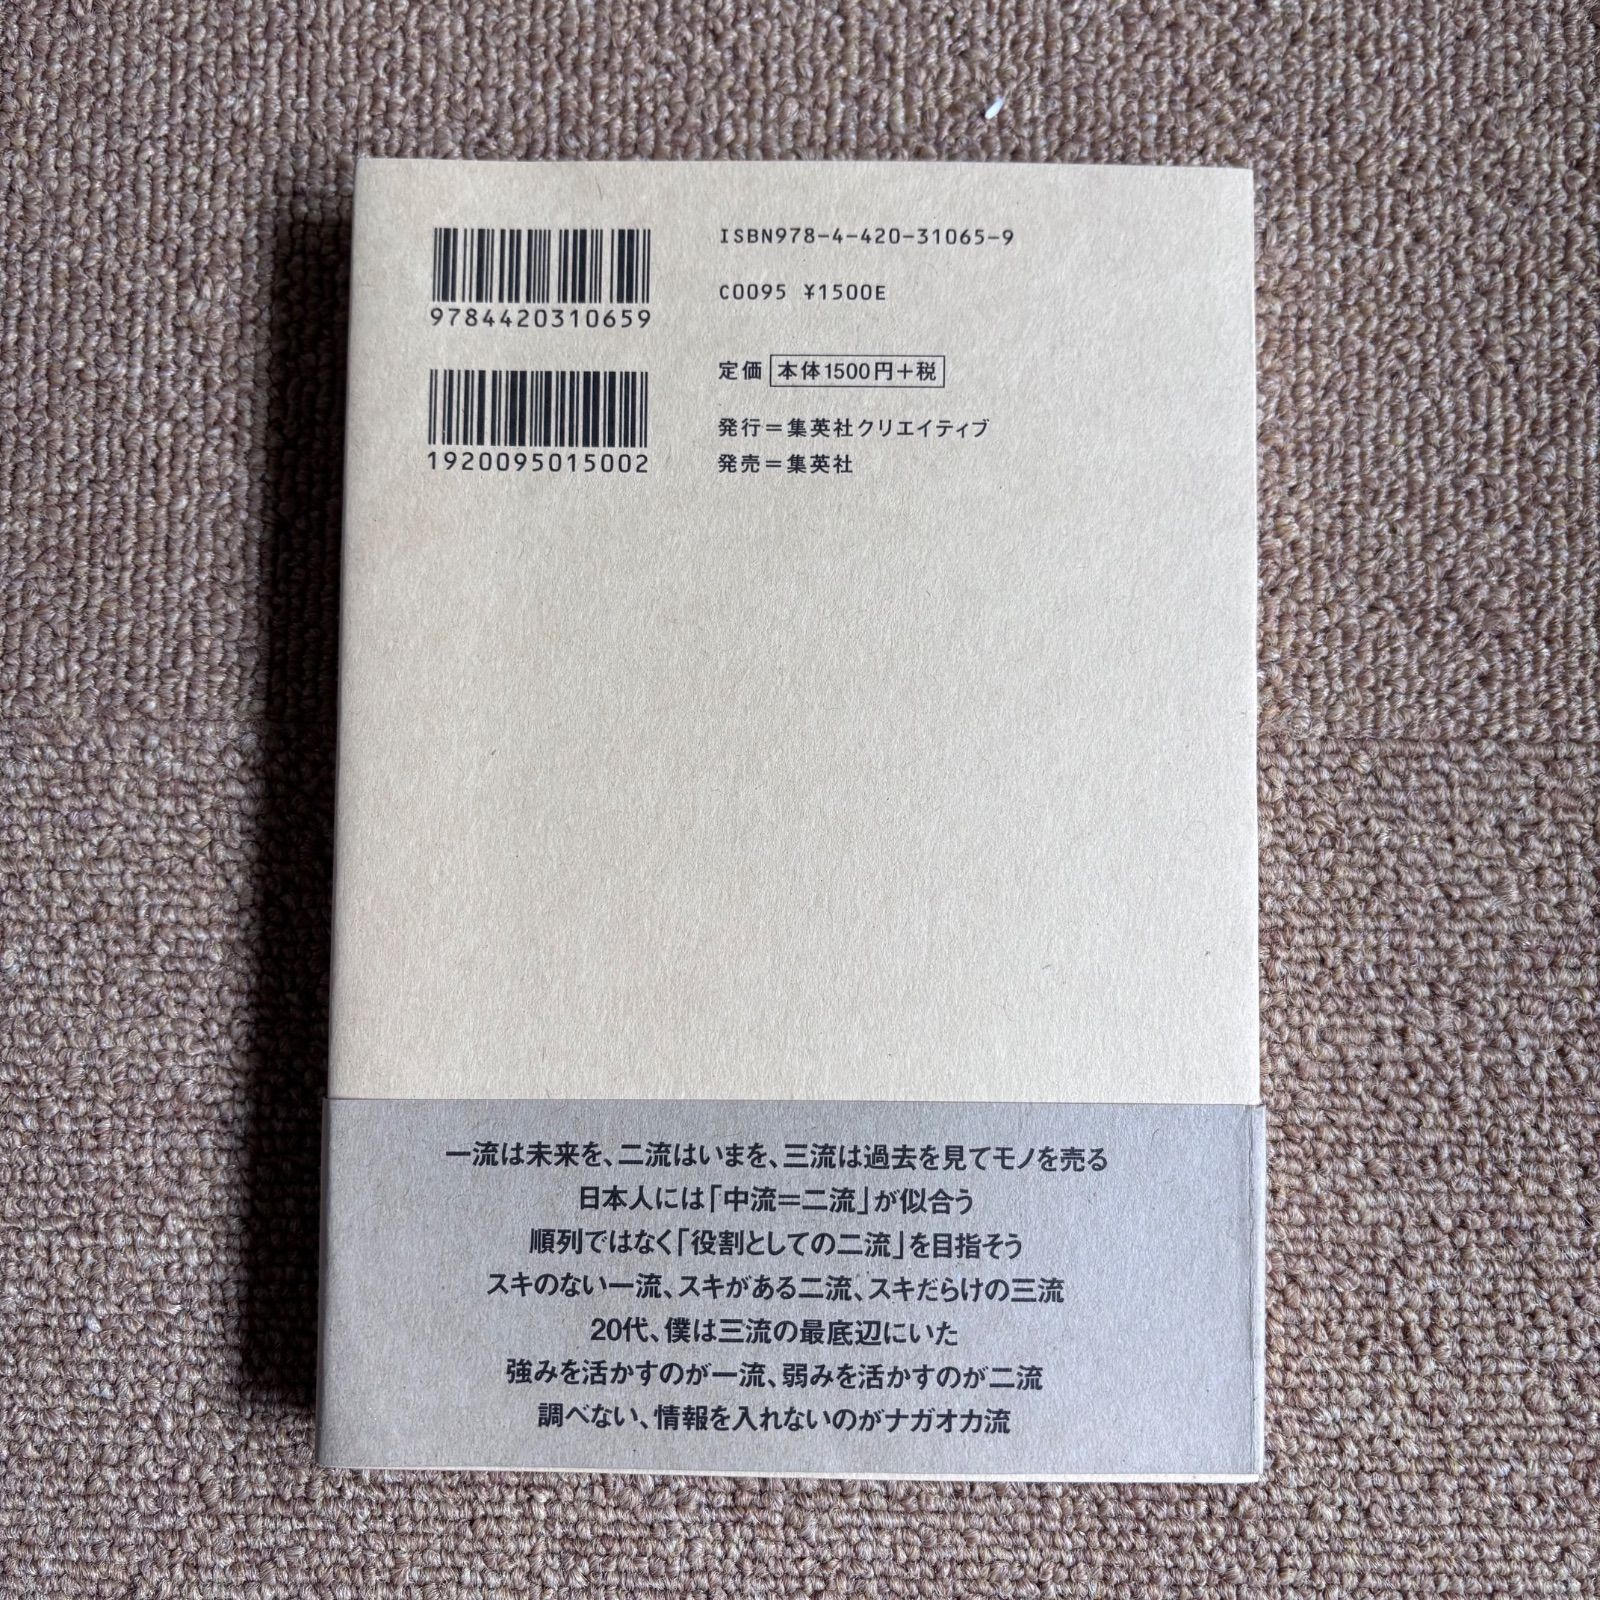 9784420310659
1920095015002
ISBN978-4-420-31065-9
C0095 ¥1500E
定価 本体1500円+税
発行=集英社クリエイティブ
発売=集英社
一流は未来を、二流はいまを、三流は過去を見てモノを売る
日本人には「中流=二流」が似合う
順列ではなく「役割としての二流」を目指そう
スキのない一流、スキがある二流、スキだらけの三流
20代、僕は三流の最底辺にいた
強みを活かすのが一流、弱みを活かすのが二流
調べない、情報を入れないのがナガオカ流